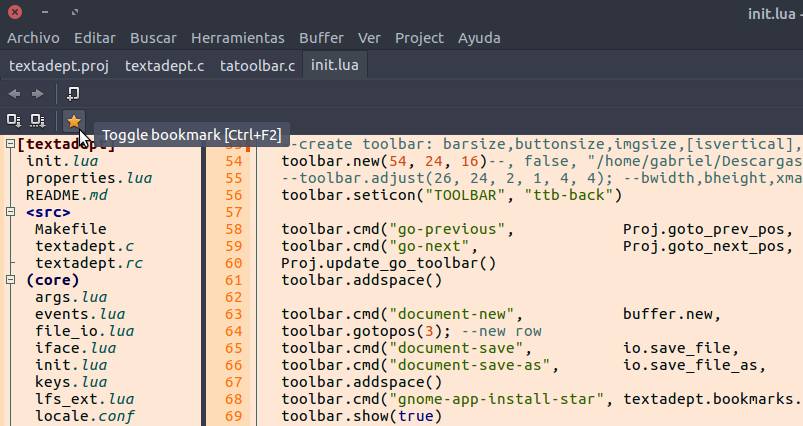 init.lua -
Archivo Editar Buscar Herramientas Buffer Ver Project Ayuda
textadept.proj textadept.c tatoolbar.c init.lua
Toggle bookmark [Ctrl+F2]
[textadept]
init.lua
properties.lua
README.md
<src>
Makefile
textadept.c
textadept.rc
(core)
args.lua
events.lua
file_io.lua
iface.lua
init.lua
keys.lua
lfs_ext.lua
locale.conf
53 --create toolbar: barsize,buttonsize,imgsize,[isvertical],
54 toolbar.new(54, 24, 16)--, false, "/home/gabriel/Descargas
55 --toolbar.adjust(26, 24, 2, 1, 4, 4); --bwidth,bheight,xma
56 toolbar.seticon("TOOLBAR", "ttb-back")
57
58 toolbar.cmd("go-previous", Proj.goto_prev_pos,
59 toolbar.cmd("go-next", Proj.goto_next_pos,
60 Proj.update_go_toolbar()
61 toolbar.addspace()
62
63 toolbar.cmd("document-new", buffer.new,
64 toolbar.gotopos(3); --new row
65 toolbar.cmd("document-save", io.save_file,
66 toolbar.cmd("document-save-as", io.save_file_as,
67 toolbar.addspace()
68 toolbar.cmd("gnome-app-install-star", textadept.bookmarks.
69 toolbar.show(true)